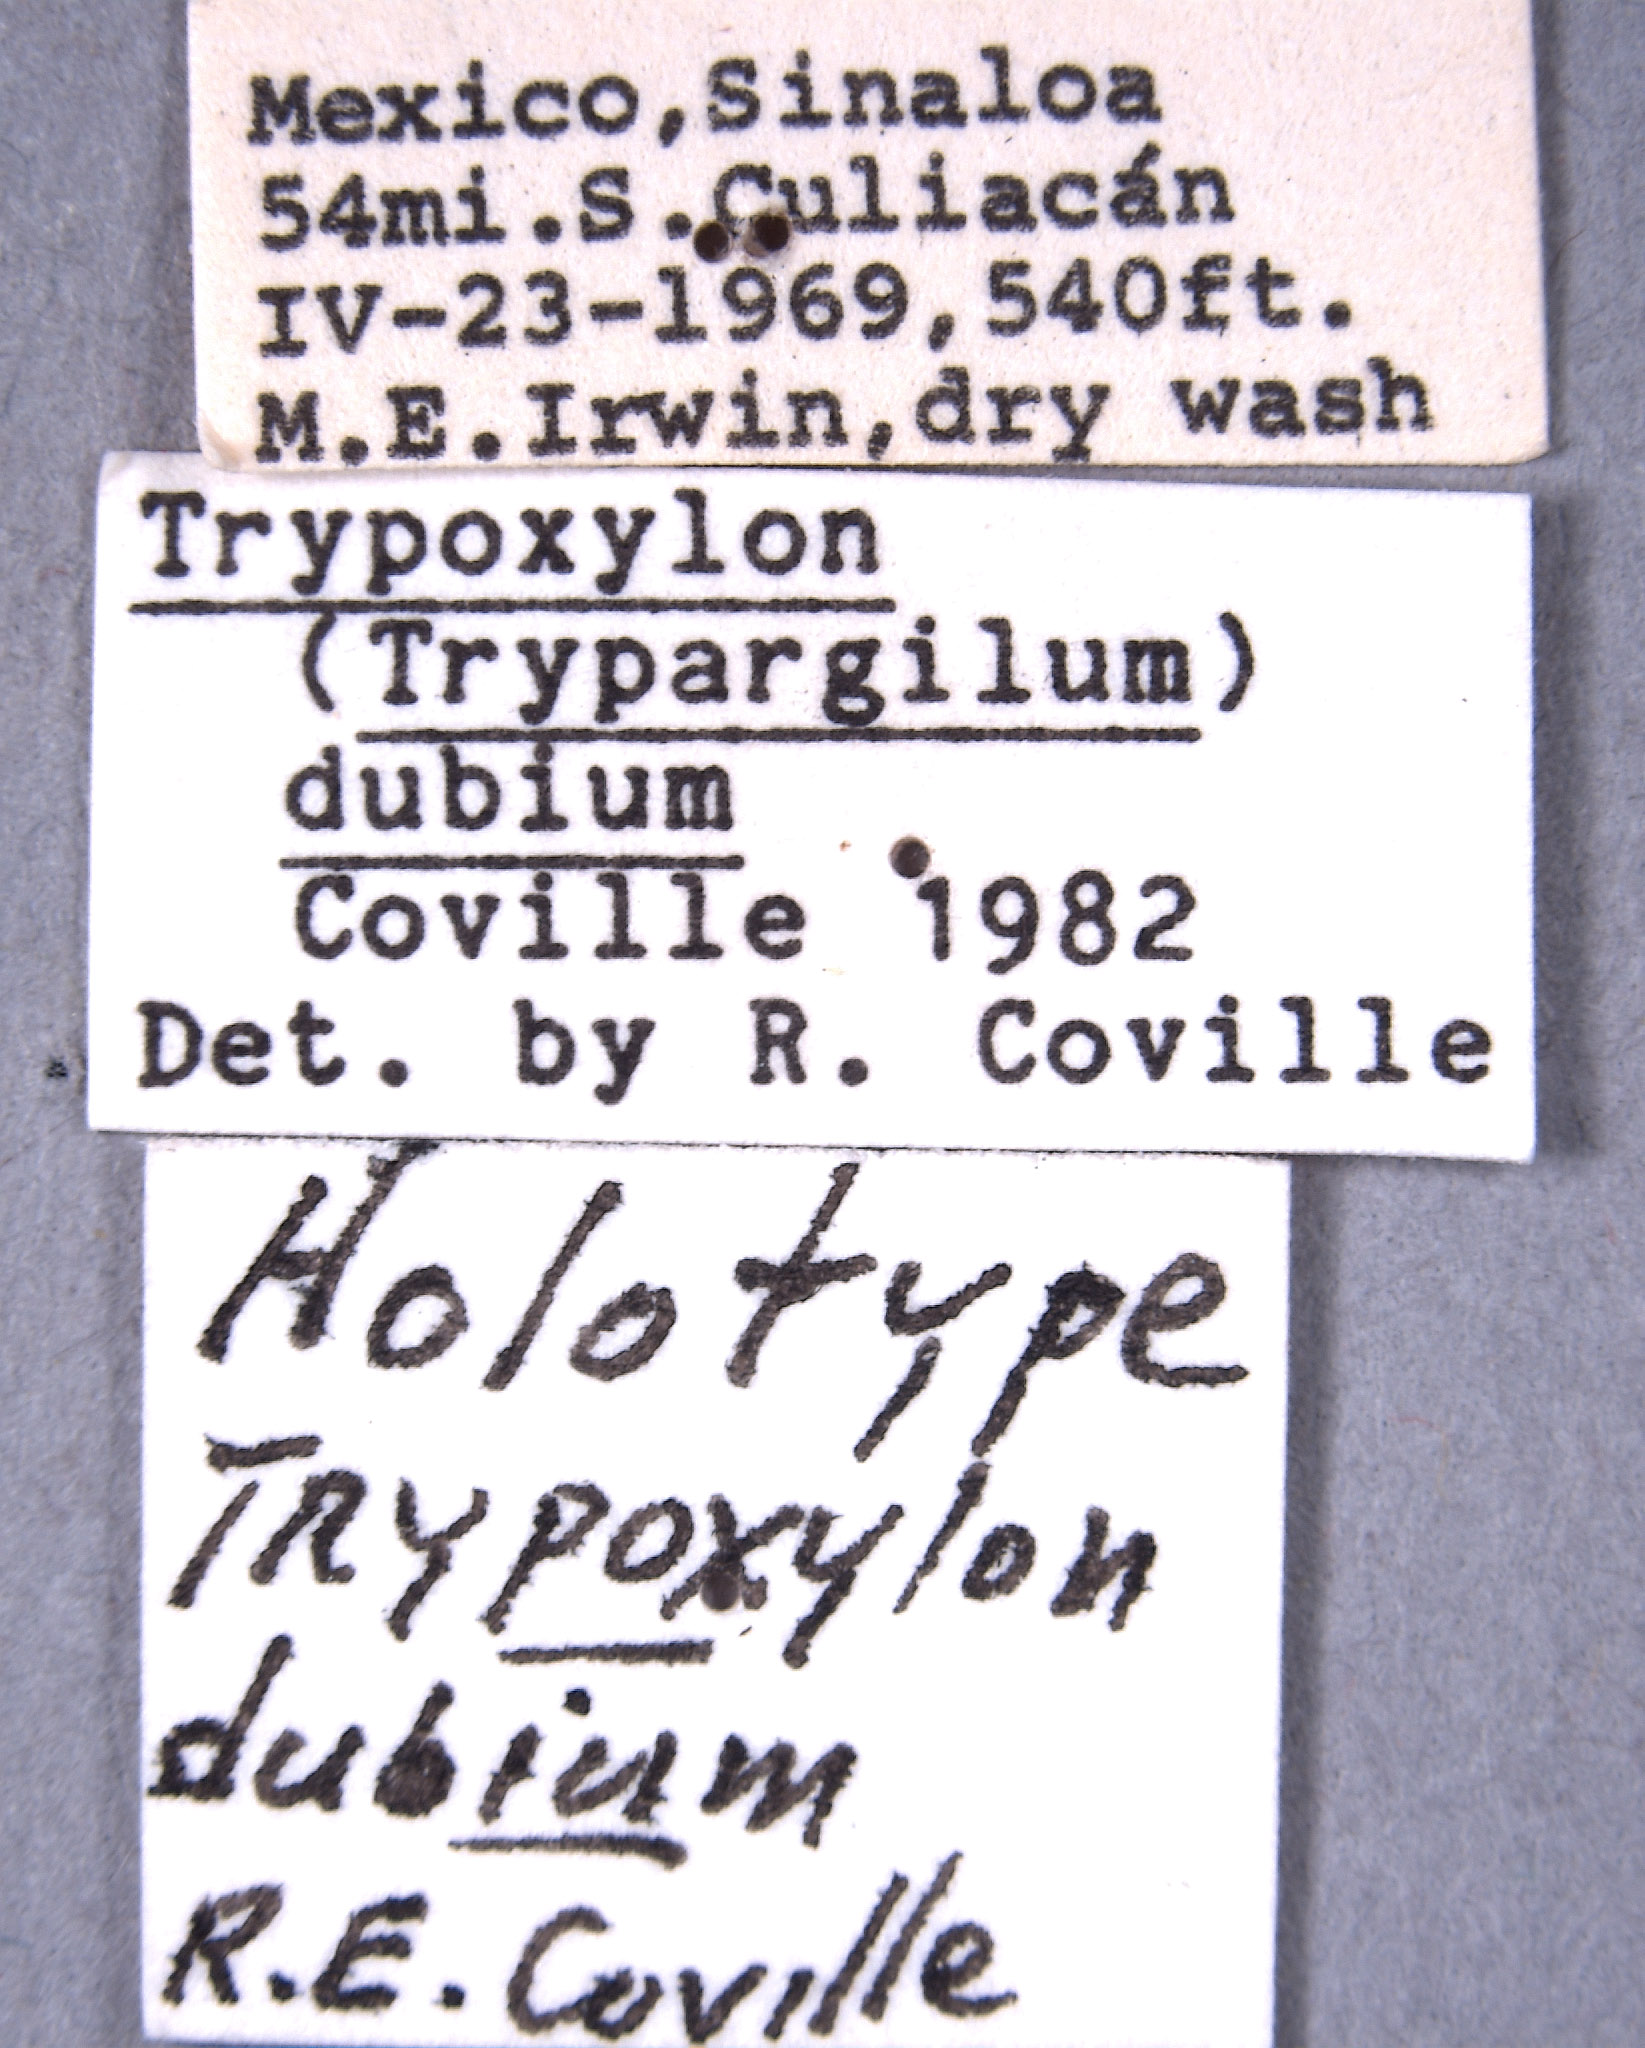 Mexico,Sinaloa
54mi.S.Culiacán
IV-23-1969,540ft.
M.E.Irwin,dry wash
Trypoxylon
(Trypargilum)
dubium
Coville 1982
Det. by R. Coville
Holotype
Trypoxylon
dubium
R.E. Coville